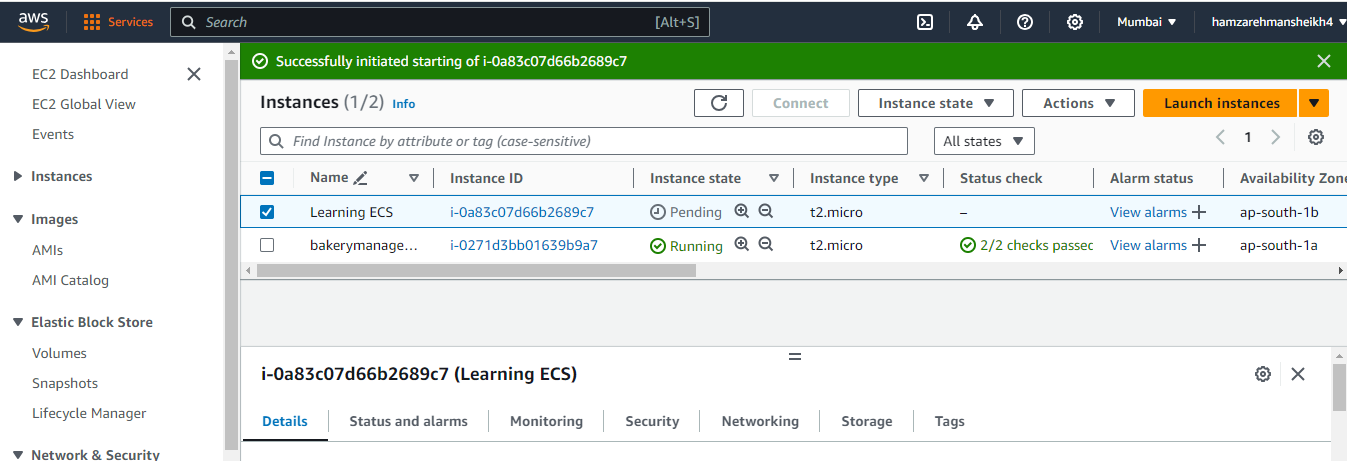 aws Services Search [Alt+S] Mumbai hamzarehmansheikh4
EC2 Dashboard
EC2 Global View
Events
Instances
Images
AMIs
AMI Catalog
Elastic Block Store
Volumes
Snapshots
Lifecycle Manager
Network & Security
Successfully initiated starting of i-0a83c07d66b2689c7
Instances (1/2) Info Connect Instance state Actions Launch instances
Find Instance by attribute or tag (case-sensitive) All states 1
Name Instance ID Instance state Instance type Status check Alarm status Availability Zone
Learning ECS i-0a83c07d66b2689c7 Pending t2.micro – View alarms + ap-south-1b
bakerymanage... i-0271d3bb01639b9a7 Running t2.micro 2/2 checks passec View alarms + ap-south-1a
i-0a83c07d66b2689c7 (Learning ECS)
Details Status and alarms Monitoring Security Networking Storage Tags